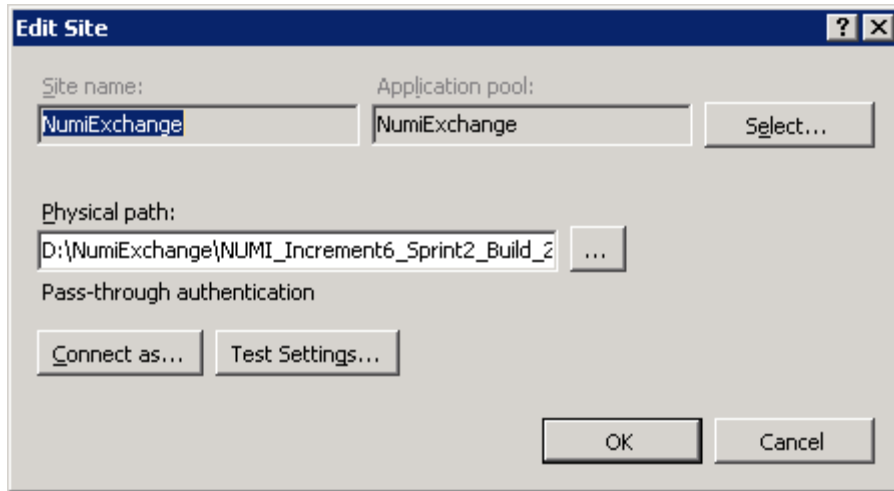 Edit Site
Site name: Application pool:
NumiExchange NumiExchange Select...
Physical path:
D:\NumiExchange\NUMI_Increment6_Sprint2_Build_2 ...
Pass-through authentication
Connect as... Test Settings...
OK Cancel